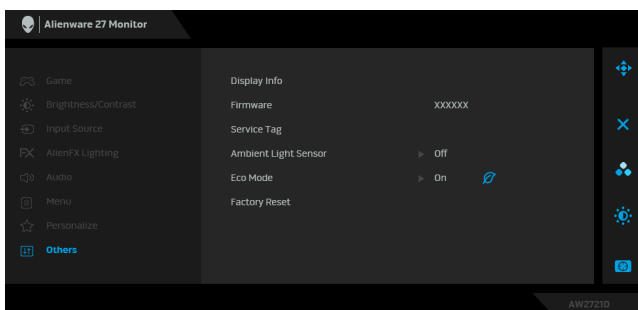 Alienware 27 Monitor
Game
Brightness/Contrast
Input Source
AlienFX Lighting
Audio
Menu
Personalize
Others
Display Info
Firmware XXXXXX
Service Tag
Ambient Light Sensor Off
Eco Mode On
Factory Reset
AW2721D